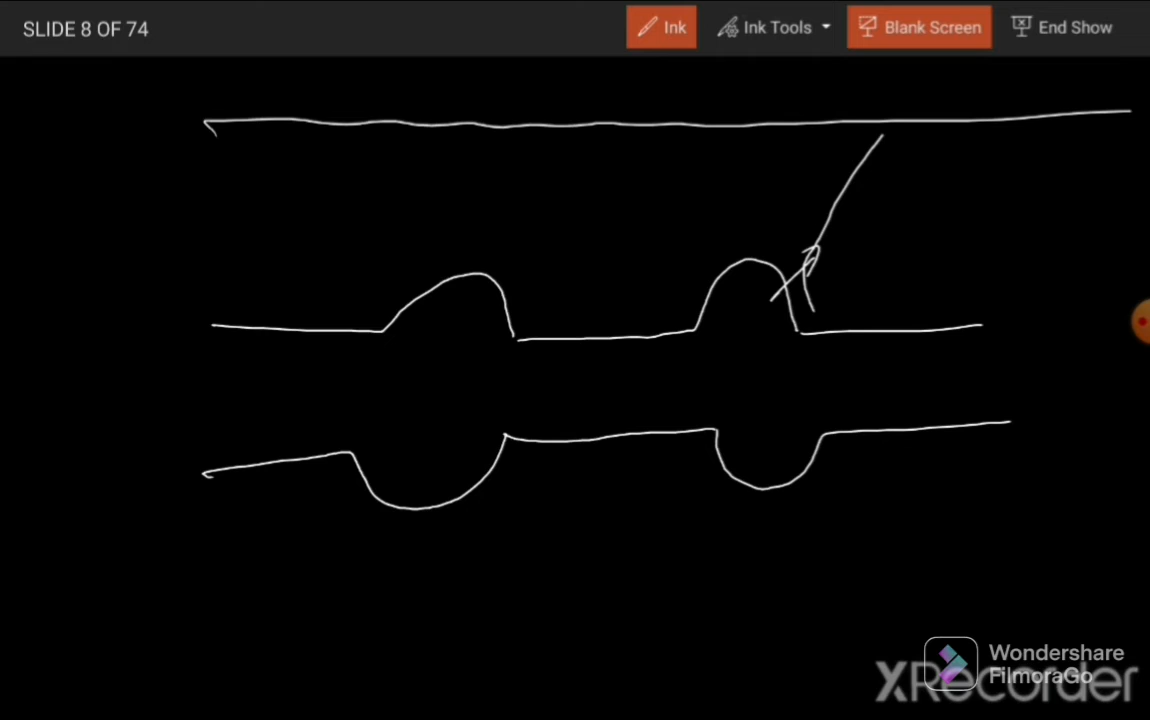 SLIDE 8 OF 74
Ink
Ink Tools
Blank Screen
End Show
Wondershare
FilmoraGo
XRecorder